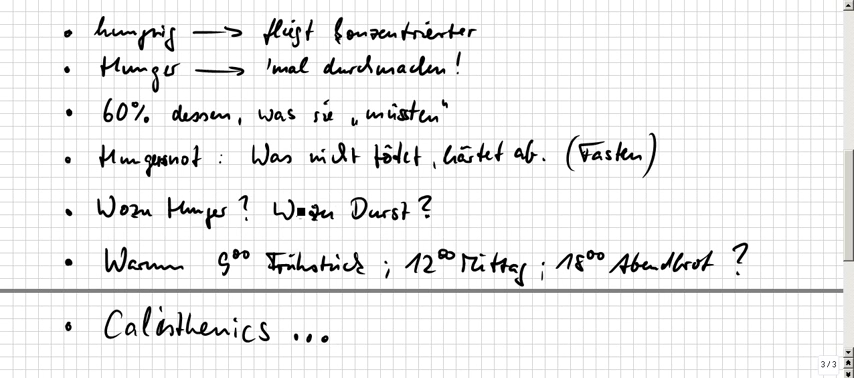 • hungrig → fliegt konzentrierter
• Hunger → 'mal durchmachen!
• 60% dessen, was sie „müssten"
• Hungersnot : Was nicht tödet, härtet ab. (Fasten)
• Wozu Hunger? Wozu Durst?
• Warum 9⁰⁰ Frühstück ; 12⁰⁰ Mittag ; 18⁰⁰ Abendbrot ?
• Calisthenics ...
3/3